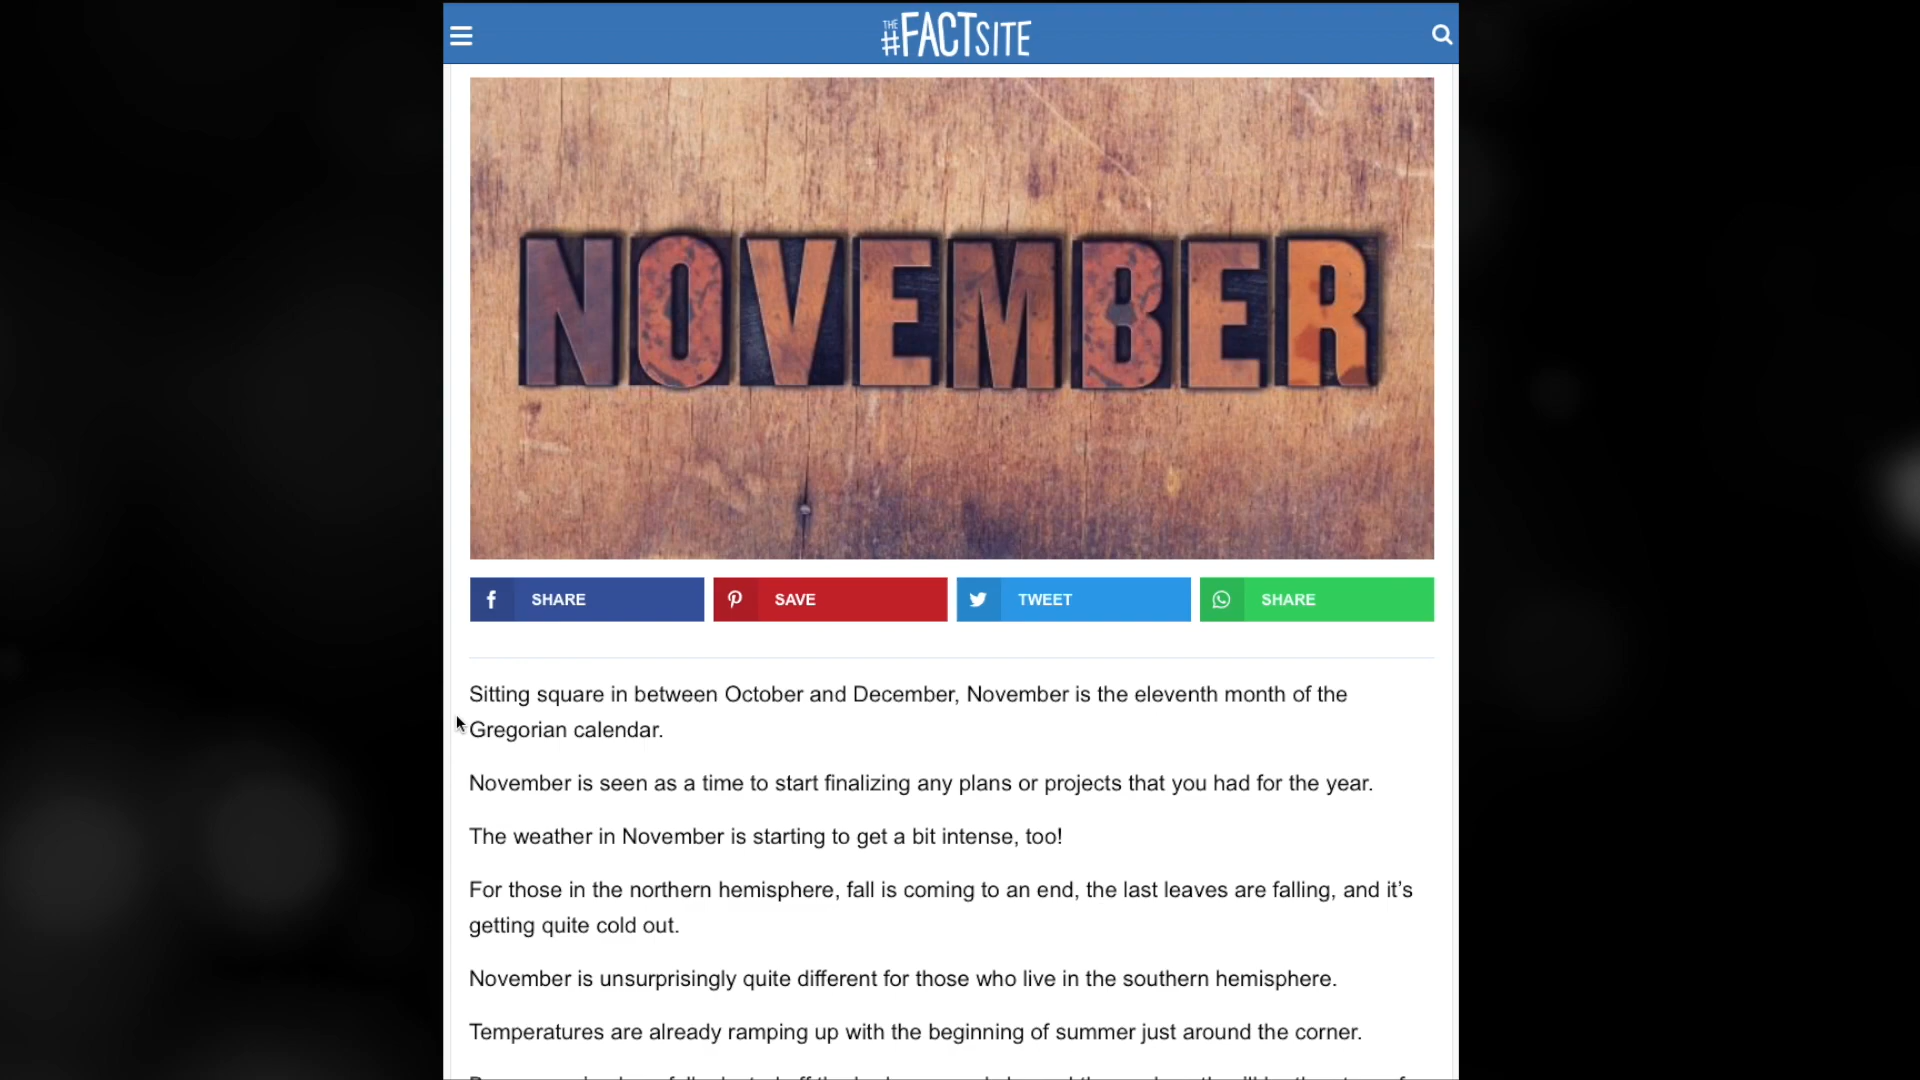 THE
#FACTSITE
NOVEMBER
SHARE
SAVE
TWEET
SHARE
Sitting square in between October and December, November is the eleventh month of the
Gregorian calendar.
November is seen as a time to start finalizing any plans or projects that you had for the year.
The weather in November is starting to get a bit intense, too!
For those in the northern hemisphere, fall is coming to an end, the last leaves are falling, and it’s
getting quite cold out.
November is unsurprisingly quite different for those who live in the southern hemisphere.
Temperatures are already ramping up with the beginning of summer just around the corner.